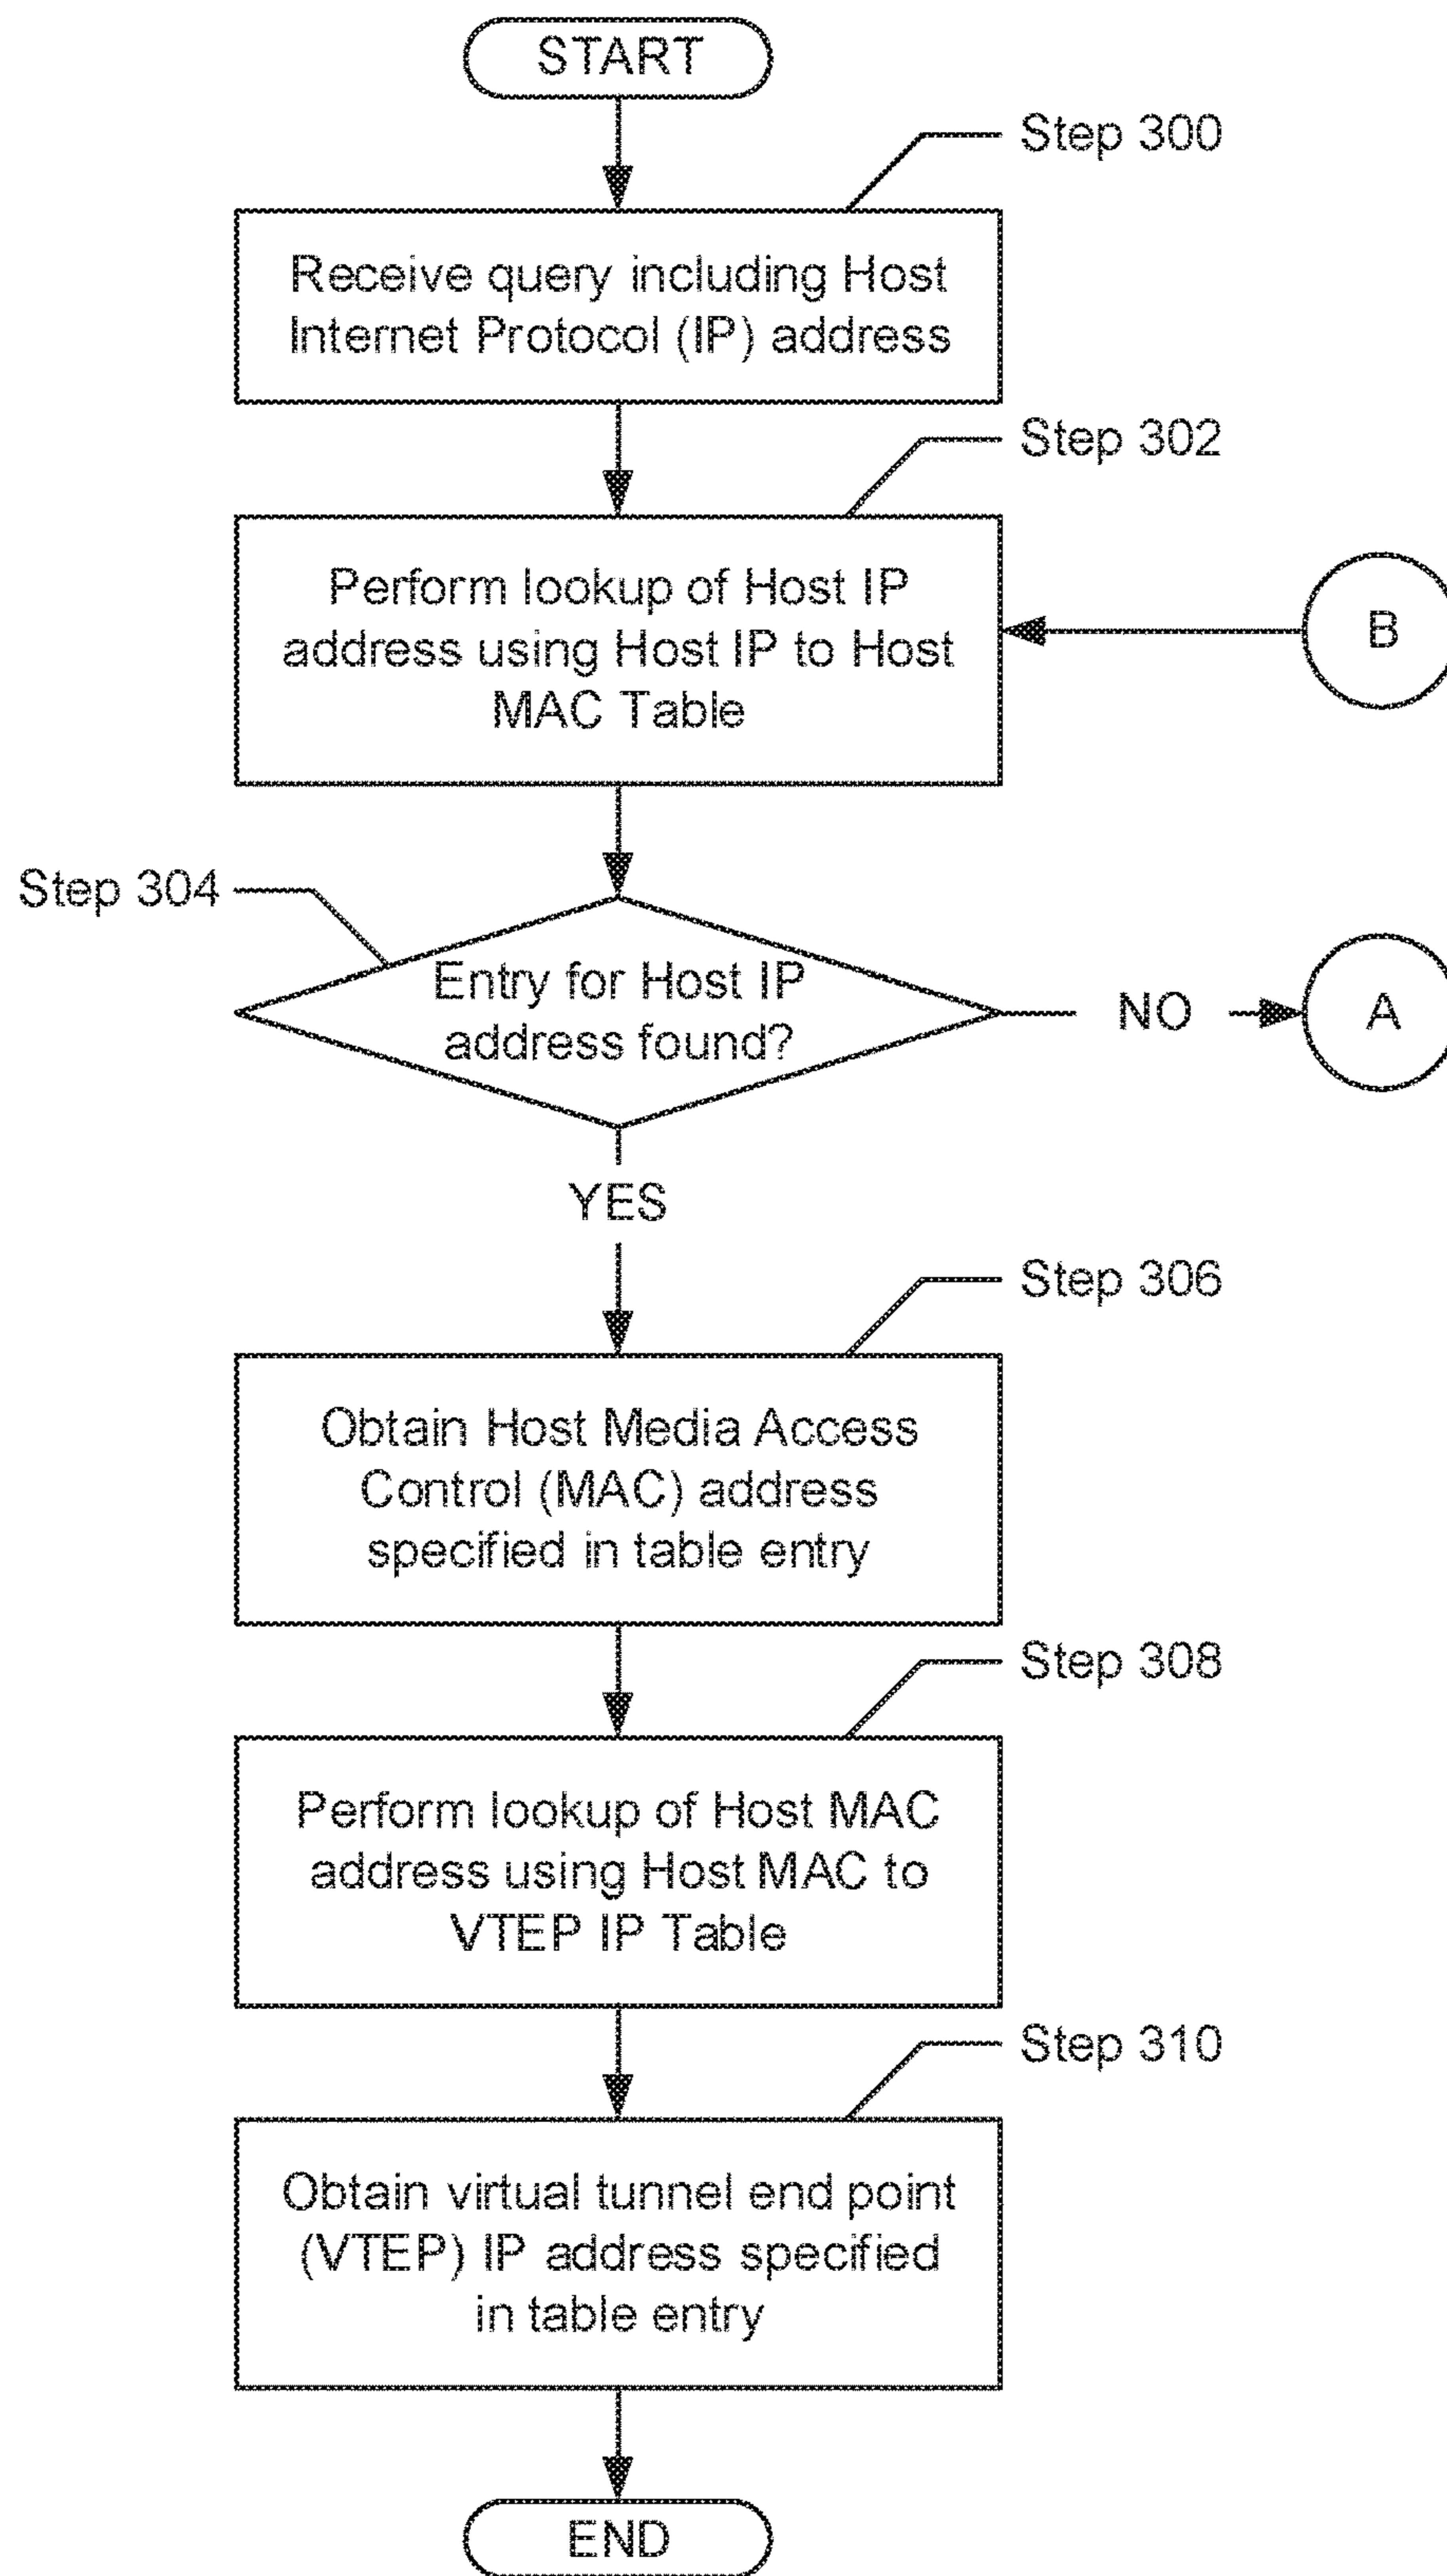 START
Step 300
Receive query including Host
Internet Protocol (IP) address
Step 302
Perform lookup of Host IP
address using Host IP to Host
MAC Table
B
Step 304
Entry for Host IP
address found?
NO
A
YES
Step 306
Obtain Host Media Access
Control (MAC) address
specified in table entry
Step 308
Perform lookup of Host MAC
address using Host MAC to
VTEP IP Table
Step 310
Obtain virtual tunnel end point
(VTEP) IP address specified
in table entry
END